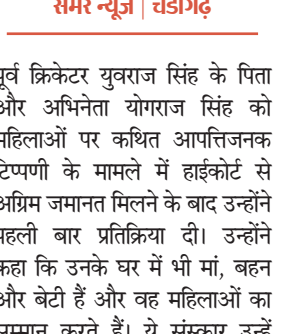 समर न्यूज | चंडीगढ़
पूर्व क्रिकेटर युवराज सिंह के पिता
और अभिनेता योगराज सिंह को
महिलाओं पर कथित आपत्तिजनक
टिप्पणी के मामले में हाईकोर्ट से
अग्रिम जमानत मिलने के बाद उन्होंने
पहली बार प्रतिक्रिया दी। उन्होंने
कहा कि उनके घर में भी मां, बहन
और बेटी हैं और वह महिलाओं का
सम्मान करते हैं। ये संस्कार उन्हें